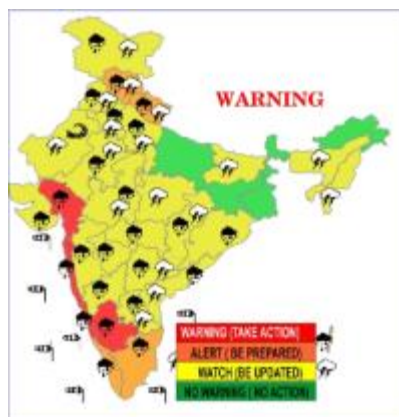 WARNING
WARNING (TAKE ACTION)
ALERT ( BE PREPARED)
WATCH (BE UPDATED)
NO WARNING ( NO ACTION)